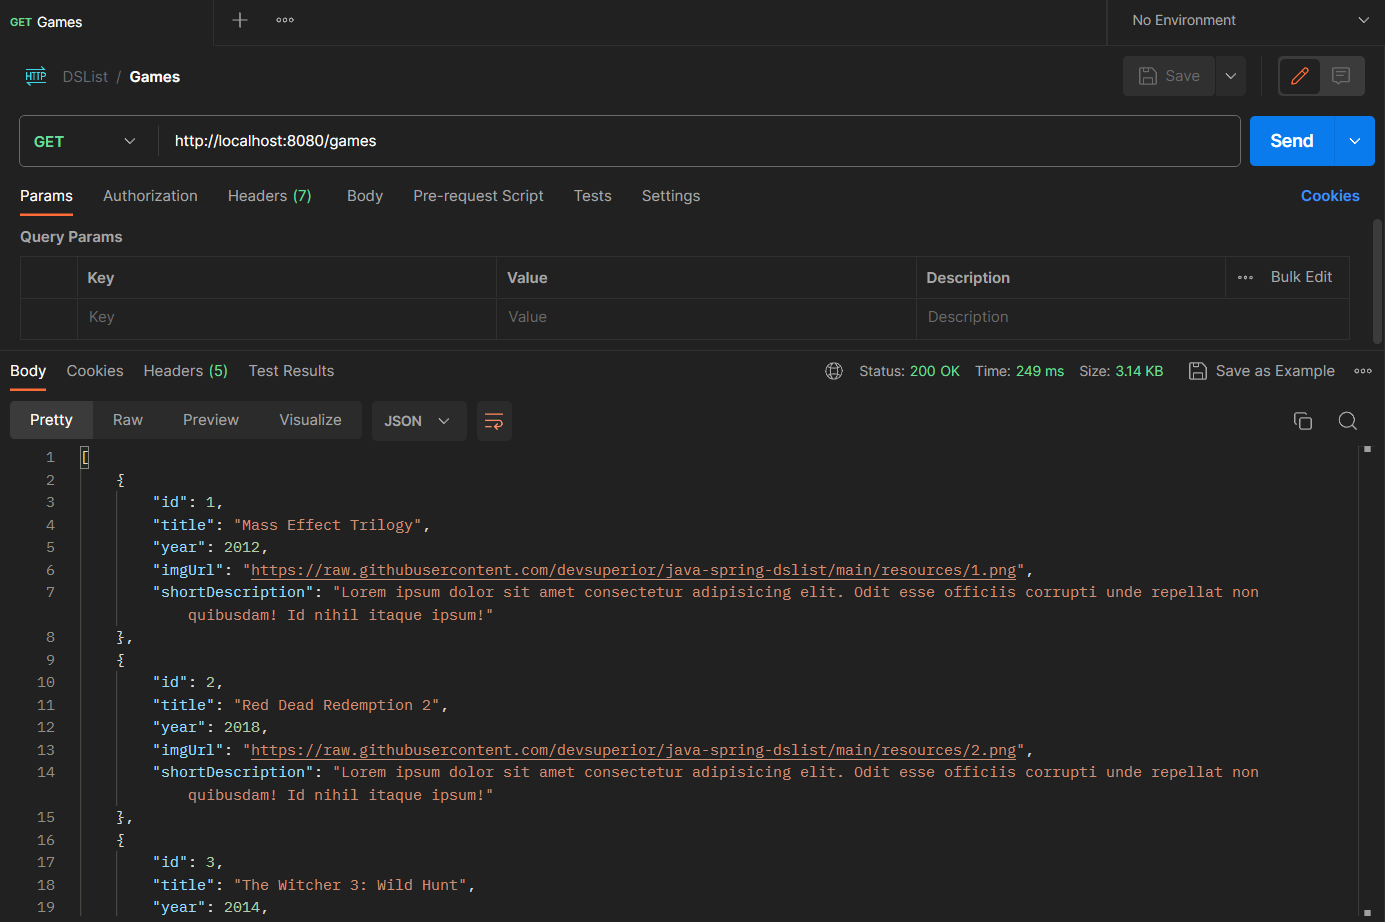 GET Games
No Environment
HTTP DSList / Games
Save
GET http://localhost:8080/games
Send
Params Authorization Headers (7) Body Pre-request Script Tests Settings Cookies
Query Params
Key Value Description Bulk Edit
Key Value Description
Body Cookies Headers (5) Test Results Status: 200 OK Time: 249 ms Size: 3.14 KB Save as Example
Pretty Raw Preview Visualize JSON
1 [
2 {
3 "id": 1,
4 "title": "Mass Effect Trilogy",
5 "year": 2012,
6 "imgUrl": "https://raw.githubusercontent.com/devsuperior/java-spring-dslist/main/resources/1.png",
7 "shortDescription": "Lorem ipsum dolor sit amet consectetur adipisicing elit. Odit esse officiis corrupti unde repellat non
quibusdam! Id nihil itaque ipsum!"
8 },
9 {
10 "id": 2,
11 "title": "Red Dead Redemption 2",
12 "year": 2018,
13 "imgUrl": "https://raw.githubusercontent.com/devsuperior/java-spring-dslist/main/resources/2.png",
14 "shortDescription": "Lorem ipsum dolor sit amet consectetur adipisicing elit. Odit esse officiis corrupti unde repellat non
quibusdam! Id nihil itaque ipsum!"
15 },
16 {
17 "id": 3,
18 "title": "The Witcher 3: Wild Hunt",
19 "year": 2014,